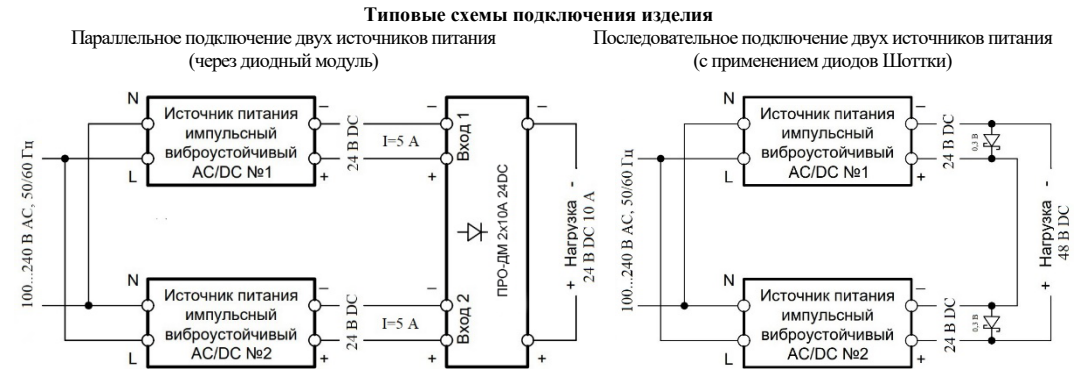 Типовые схемы подключения изделия
Параллельное подключение двух источников питания
(через диодный модуль)
N
Источник питания
импульсный
виброустойчивый
AC/DC №1
L
–
+
24 В DC
I=5 А
–
+
Вход 1
100...240 В AC, 50/60 Гц
N
Источник питания
импульсный
виброустойчивый
AC/DC №2
L
–
+
24 В DC
I=5 А
–
+
Вход 2
ПРО-ДМ 2х10А 24DC
–
+
+ Нагрузка -
24 В DC 10 А
Последовательное подключение двух источников питания
(с применением диодов Шоттки)
N
Источник питания
импульсный
виброустойчивый
AC/DC №1
L
–
+
24 В DC
0,3 В
100...240 В AC, 50/60 Гц
N
Источник питания
импульсный
виброустойчивый
AC/DC №2
L
–
+
24 В DC
0,3 В
+ Нагрузка -
48 В DC